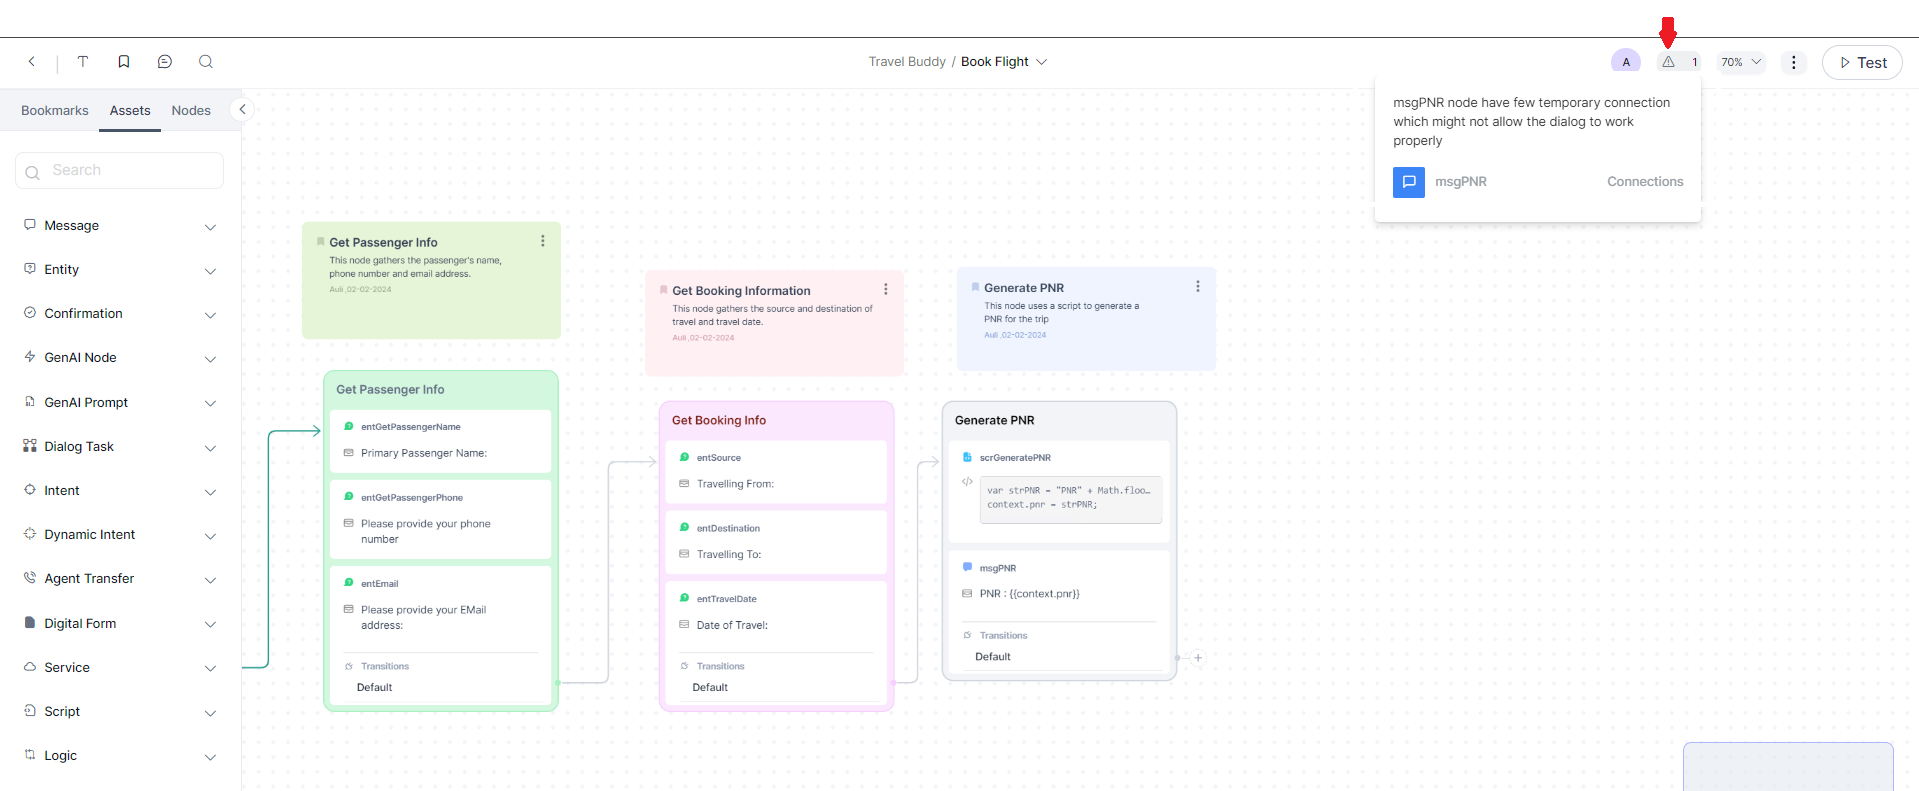 Travel Buddy / Book Flight
A
1
70%
Test
Bookmarks
Assets
Nodes
Search
Message
Entity
Confirmation
GenAI Node
GenAI Prompt
Dialog Task
Intent
Dynamic Intent
Agent Transfer
Digital Form
Service
Script
Logic
msgPNR node have few temporary connection
which might not allow the dialog to work
properly
msgPNR
Connections
Get Passenger Info
This node gathers the passenger's name,
phone number and email address.
Auli ,02-02-2024
Get Booking Information
This node gathers the source and destination of
travel and travel date.
Auli ,02-02-2024
Generate PNR
This node uses a script to generate a
PNR for the trip
Auli ,02-02-2024
Get Passenger Info
entGetPassengerName
Primary Passenger Name:
entGetPassengerPhone
Please provide your phone
number
entEmail
Please provide your EMail
address:
Transitions
Default
Get Booking Info
entSource
Travelling From:
entDestination
Travelling To:
entTravelDate
Date of Travel:
Transitions
Default
Generate PNR
scrGeneratePNR
var strPNR = "PNR" + Math.floo…
context.pnr = strPNR;
msgPNR
PNR : {{context.pnr}}
Transitions
Default